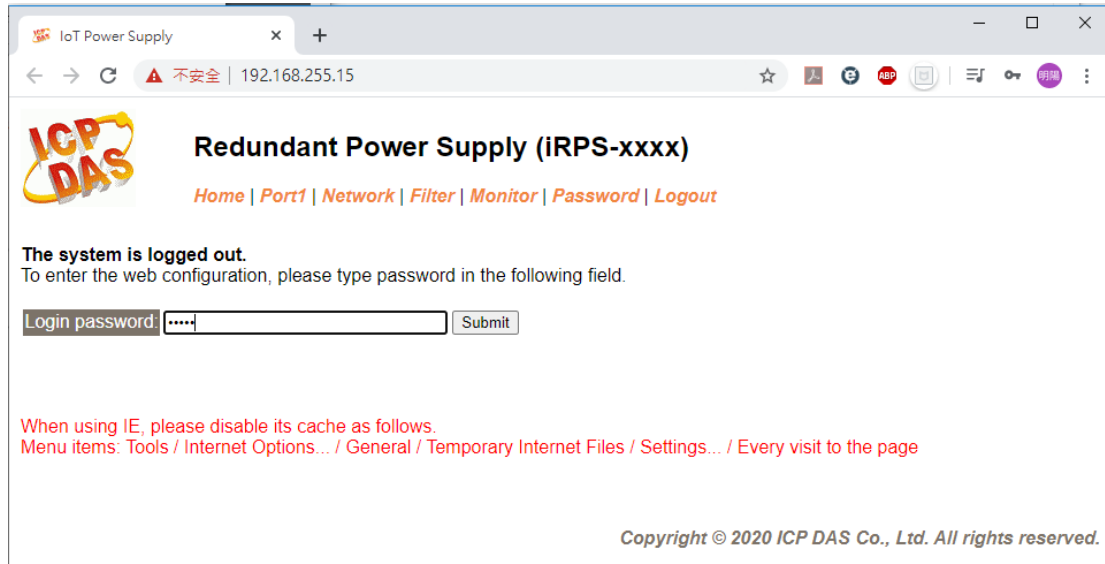 IoT Power Supply
不安全 | 192.168.255.15
ABP
明陽
ICP
DAS
Redundant Power Supply (iRPS-xxxx)
Home | Port1 | Network | Filter | Monitor | Password | Logout
The system is logged out.
To enter the web configuration, please type password in the following field.
Login password: ••••• Submit
When using IE, please disable its cache as follows.
Menu items: Tools / Internet Options... / General / Temporary Internet Files / Settings... / Every visit to the page
Copyright © 2020 ICP DAS Co., Ltd. All rights reserved.